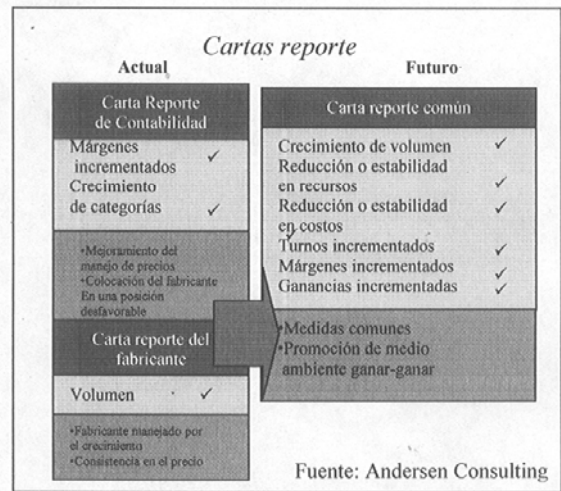 Cartas reporte
Actual
Carta Reporte
de Contabilidad
Márgenes
incrementados ✓
Crecimiento
de categorías ✓
•Mejoramiento del
manejo de precios
•Colocación del fabricante
En una posición
desfavorable
Carta reporte del
fabricante
Volumen ✓
•Fabricante manejado por
el crecimiento
•Consistencia en el precio
Futuro
Carta reporte común
Crecimiento de volumen ✓
Reducción o estabilidad
en recursos ✓
Reducción o estabilidad ✓
en costos ✓
Turnos incrementados ✓
Márgenes incrementados ✓
Ganancias incrementadas ✓
•Medidas comunes
•Promoción de medio
ambiente ganar-ganar
Fuente: Andersen Consulting